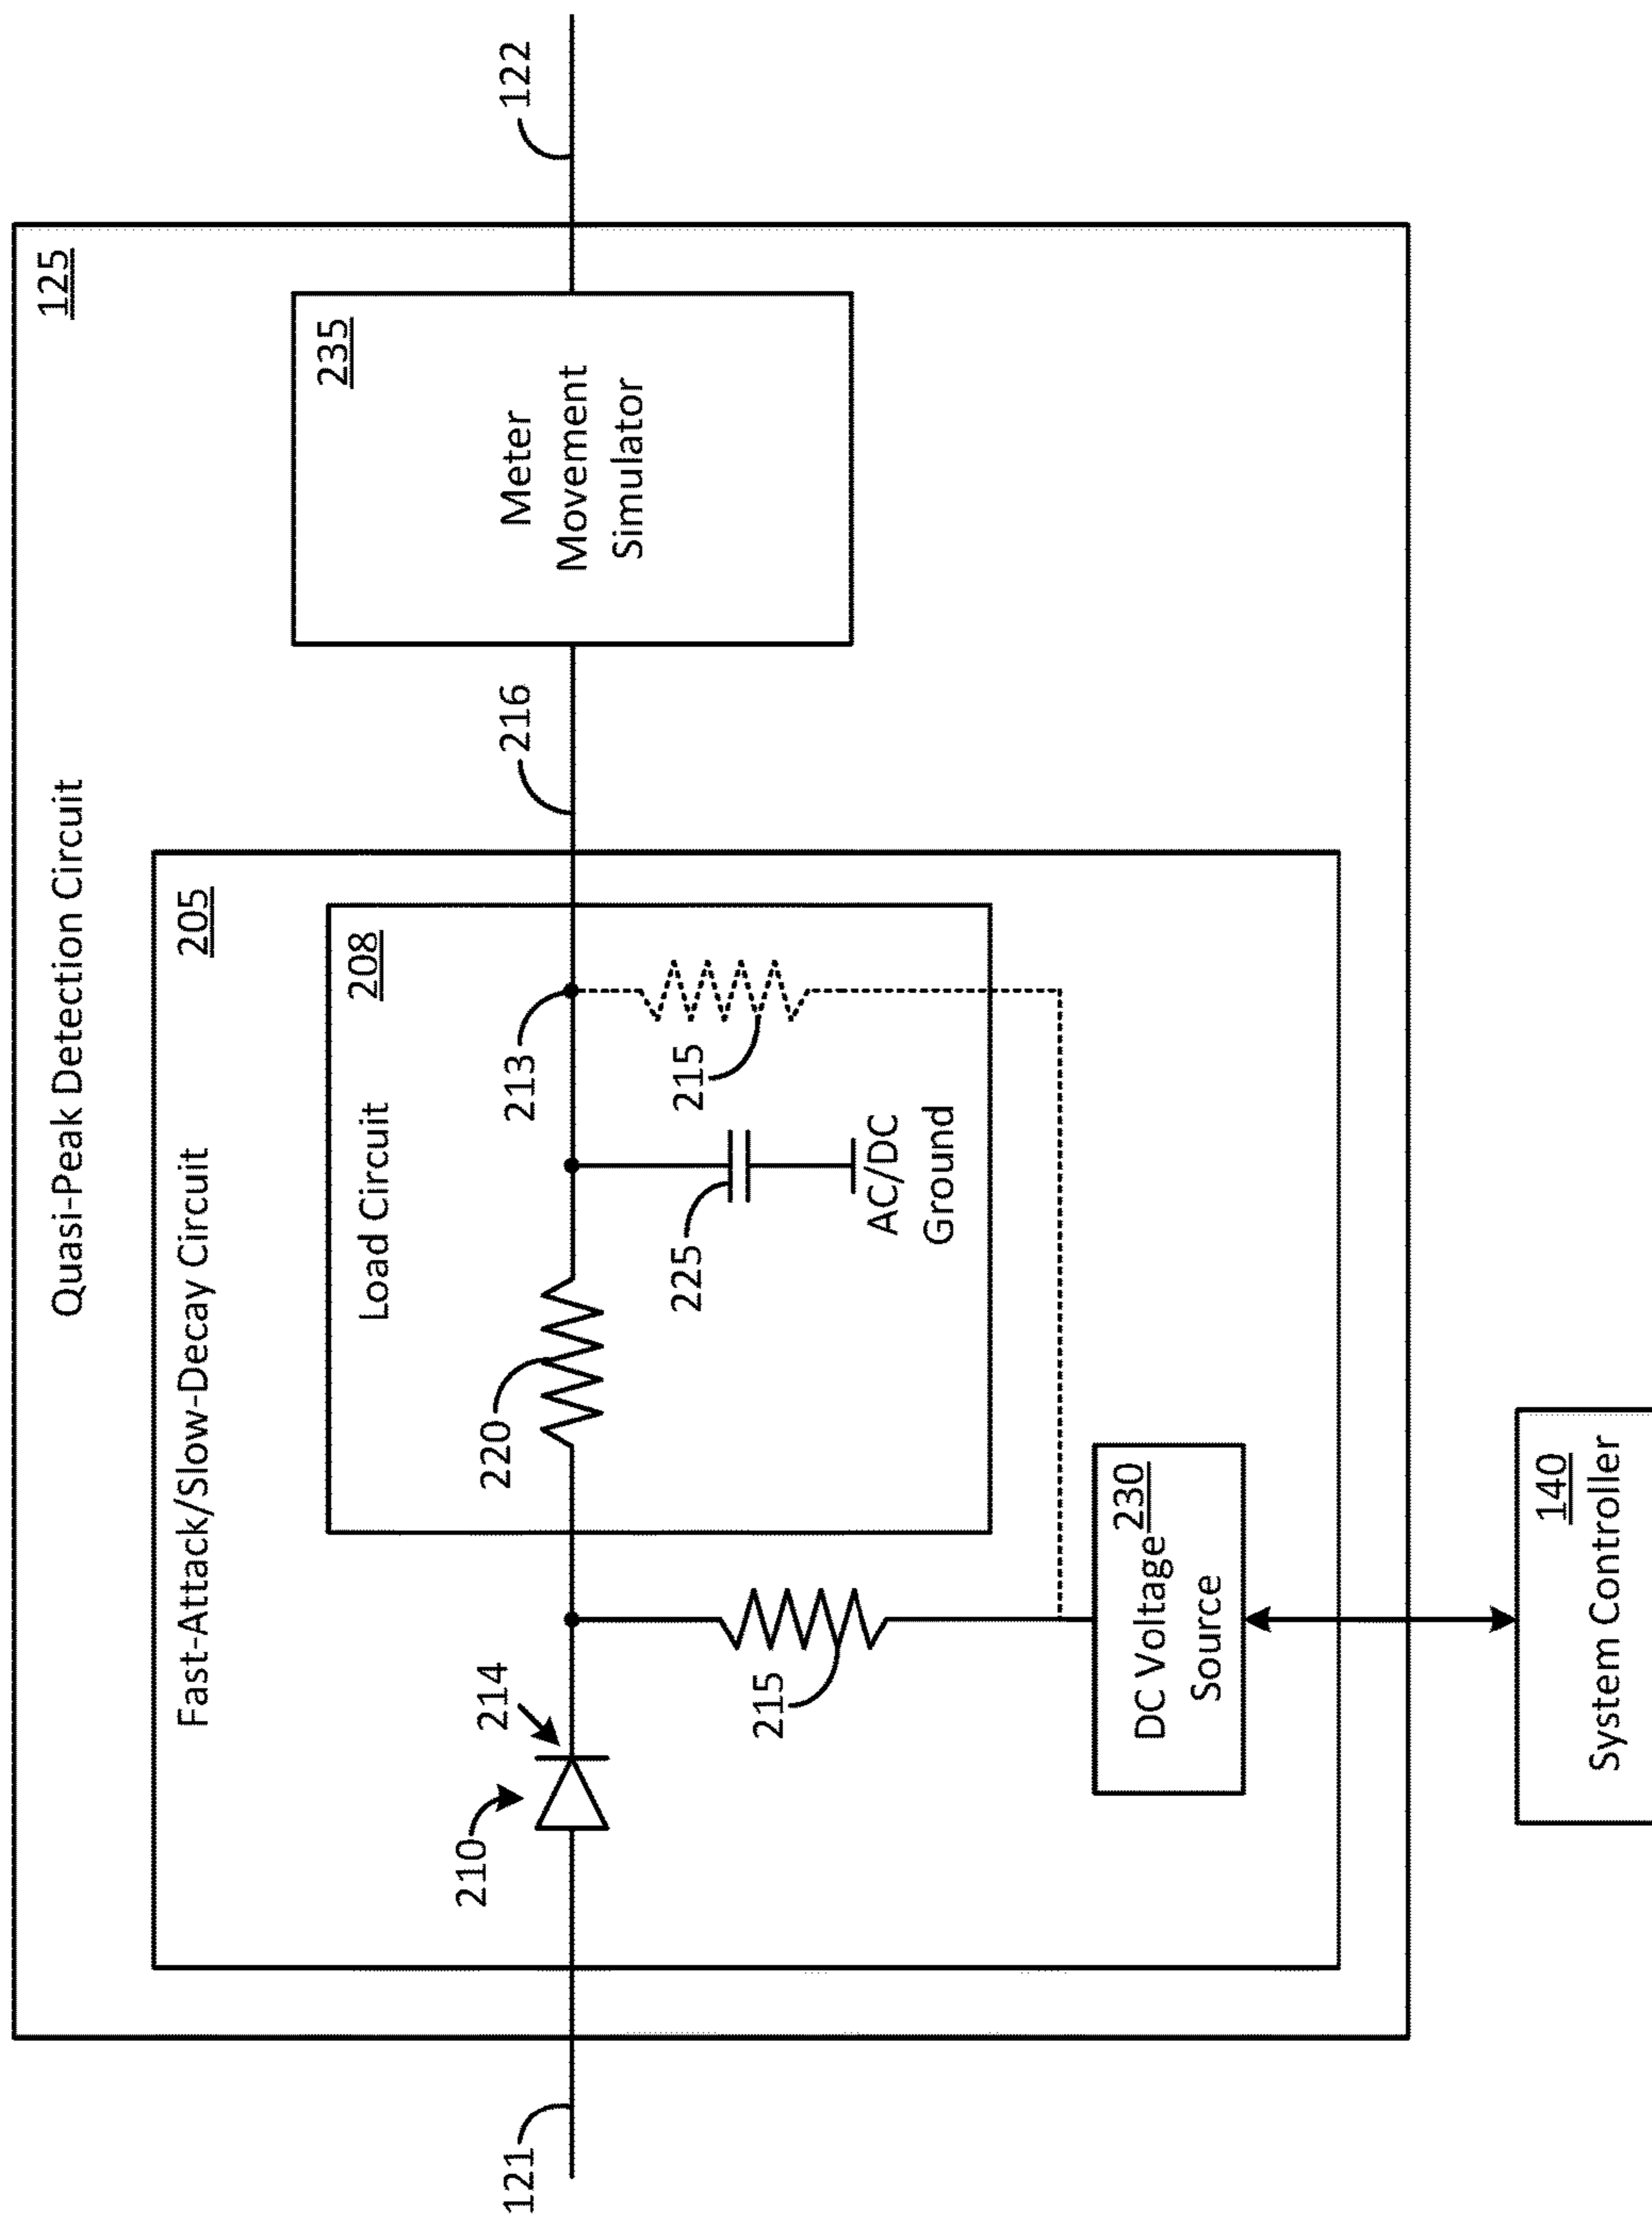 Quasi-Peak Detection Circuit
125
Fast-Attack/Slow-Decay Circuit
205
Load Circuit
208
235
Meter
Movement
Simulator
121
210
214
220
213
216
122
215
225
215
AC/DC
Ground
230
DC Voltage
Source
140
System Controller